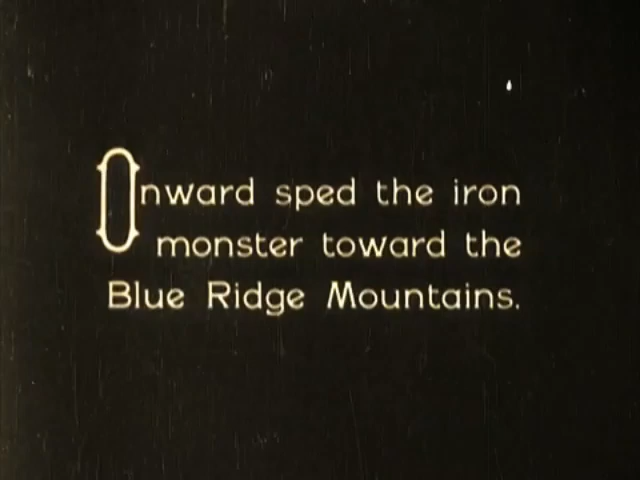 Onward sped the iron
monster toward the
Blue Ridge Mountains.